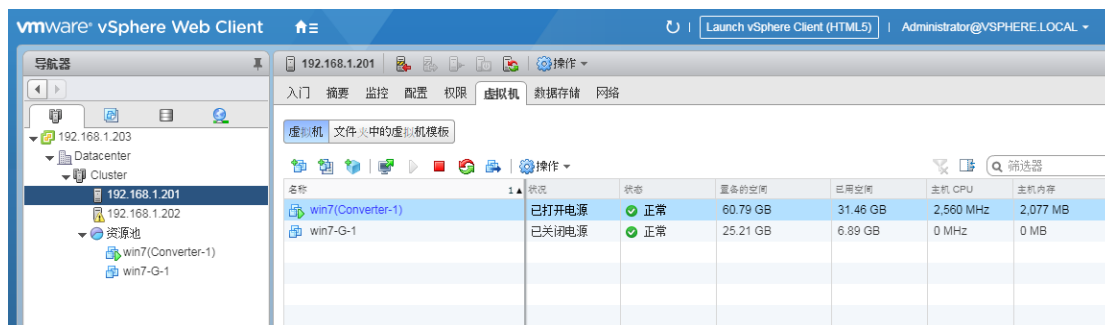 vmware® vSphere Web Client
Launch vSphere Client (HTML5)
Administrator@VSPHERE.LOCAL
导航器
192.168.1.201
操作
入门 摘要 监控 配置 权限 虚拟机 数据存储 网络
192.168.1.203
Datacenter
Cluster
192.168.1.201
192.168.1.202
资源池
win7(Converter-1)
win7-G-1
虚拟机 文件夹中的虚拟机模板
操作
筛选器
名称 1 状况 状态 置备的空间 已用空间 主机 CPU 主机内存
win7(Converter-1) 已打开电源 正常 60.79 GB 31.46 GB 2,560 MHz 2,077 MB
win7-G-1 已关闭电源 正常 25.21 GB 6.89 GB 0 MHz 0 MB